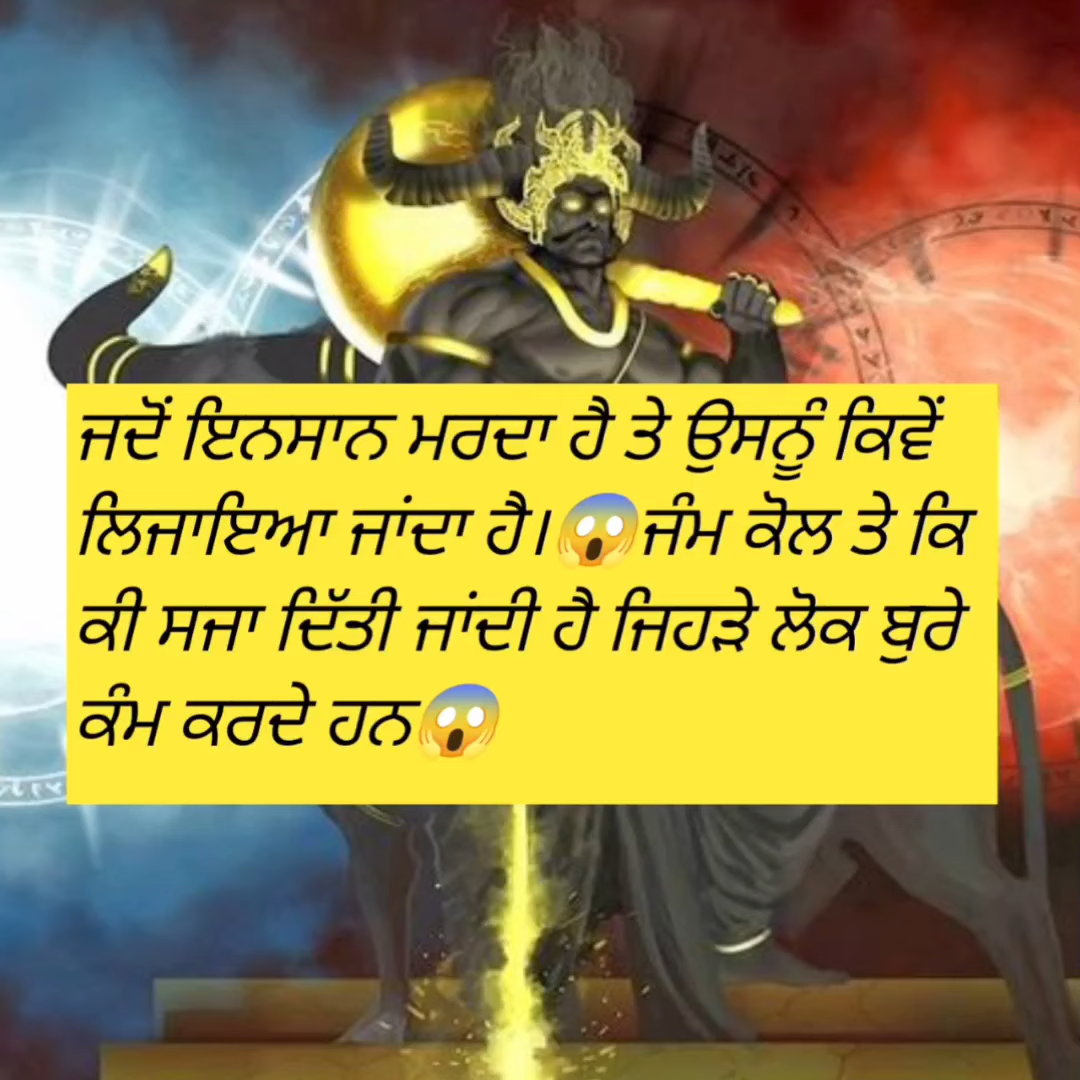 ਜਦੋਂ ਇਨਸਾਨ ਮਰਦਾ ਹੈ ਤੇ ਉਸਨੂੰ ਕਿਵੇਂ
ਲਿਜਾਇਆ ਜਾਂਦਾ ਹੈ।😱ਜੰਮ ਕੋਲ ਤੇ ਕਿ
ਕੀ ਸਜਾ ਦਿੱਤੀ ਜਾਂਦੀ ਹੈ ਜਿਹੜੇ ਲੋਕ ਬੁਰੇ
ਕੰਮ ਕਰਦੇ ਹਨ😱